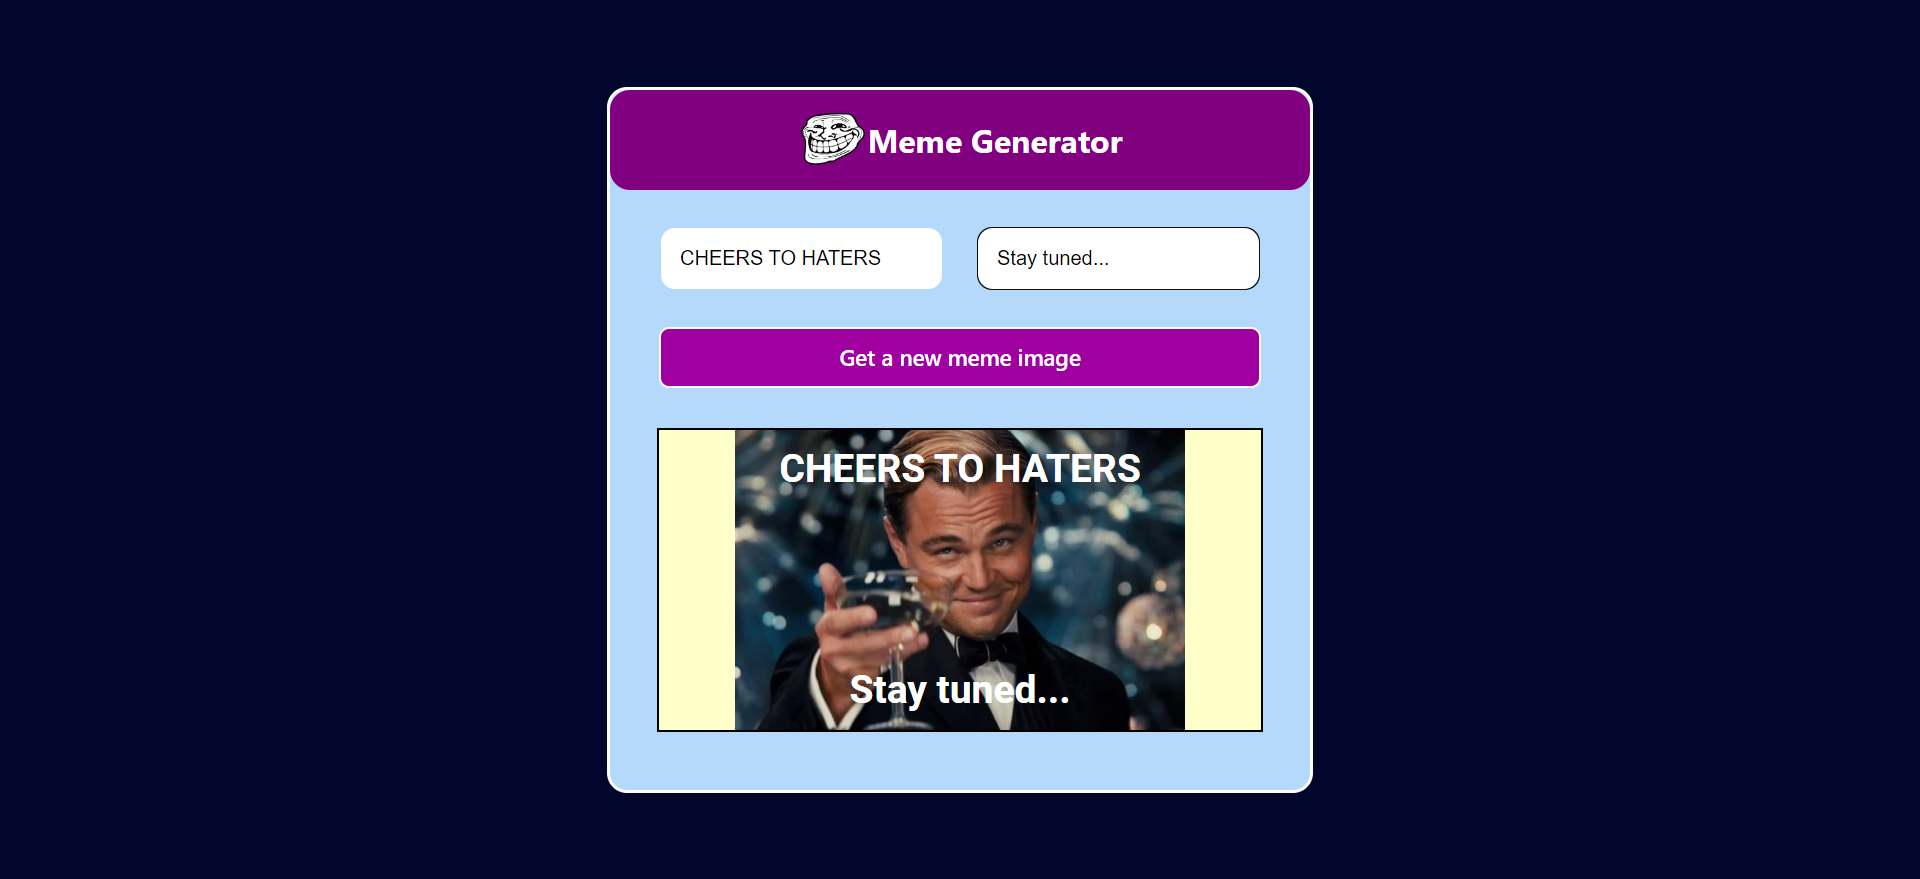 Meme Generator
CHEERS TO HATERS
Stay tuned...
Get a new meme image
CHEERS TO HATERS
Stay tuned...